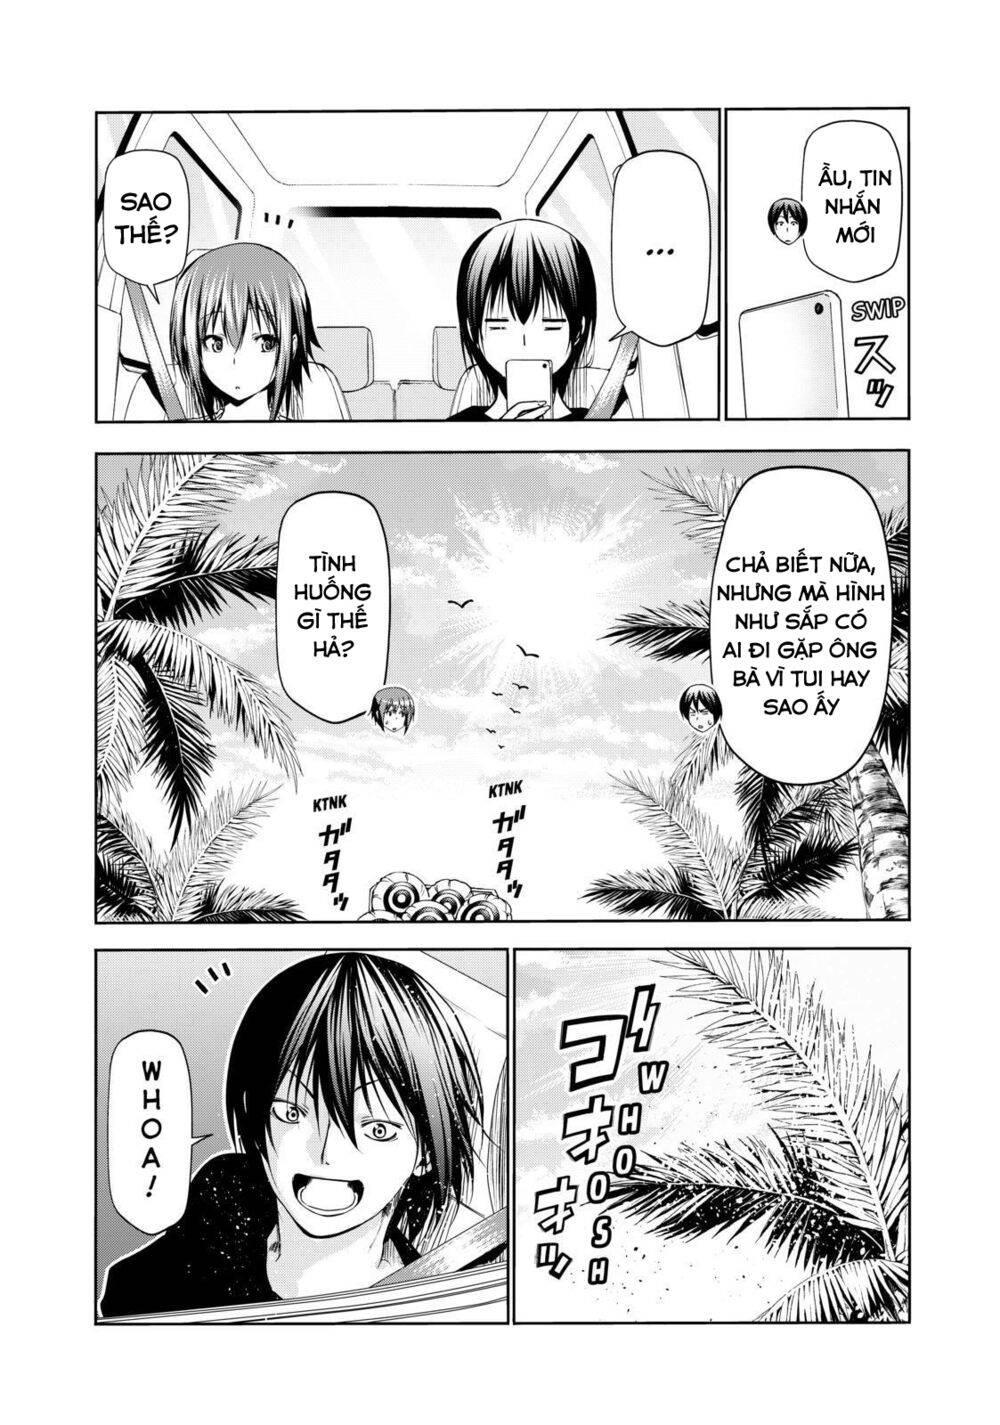 ẦU, TIN
NHẮN
MỚI
SWIP
スッ
...
SAO
THẾ?
CHẢ BIẾT NỮA,
NHƯNG MÀ HÌNH
NHƯ SẮP CÓ
AI ĐI GẶP ÔNG
BÀ VÌ TUI HAY
SAO ẤY
TÌNH
HUỐNG
GÌ THẾ
HẢ?
KTNK
ガタタッ
KTNK
ガタタッ
WHOOSH
ゴオオッ
WHOA!